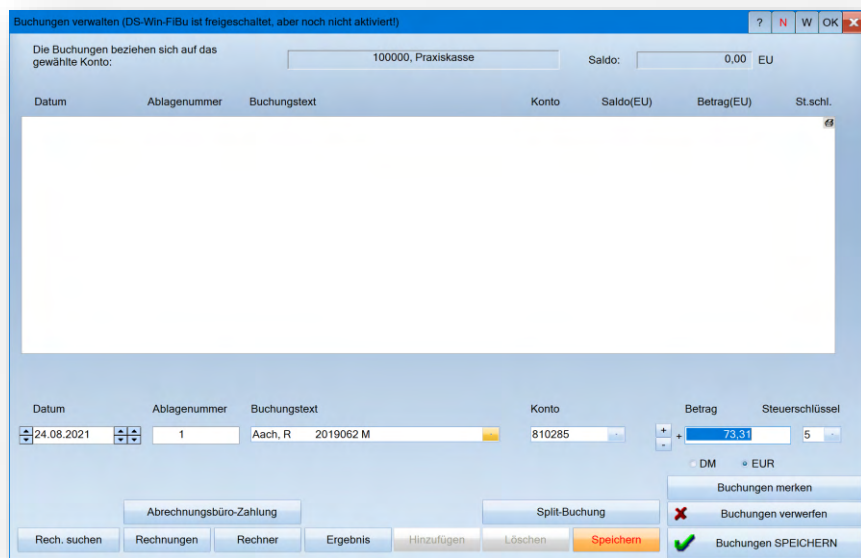 Buchungen verwalten (DS-Win-FiBu ist freigeschaltet, aber noch nicht aktiviert!) ? N W OK X
Die Buchungen beziehen sich auf das
gewählte Konto: 100000, Praxiskasse Saldo: 0,00 EU
Datum Ablagenummer Buchungstext Konto Saldo(EU) Betrag(EU) St.schl.
Datum Ablagenummer Buchungstext Konto Betrag Steuerschlüssel
24.08.2021 1 Aach, R 2019062 M 810285 + - + 73,31 5
DM EUR
Buchungen merken
Abrechnungsbüro-Zahlung Split-Buchung Buchungen verwerfen
Rech. suchen Rechnungen Rechner Ergebnis Hinzufügen Löschen Speichern Buchungen SPEICHERN